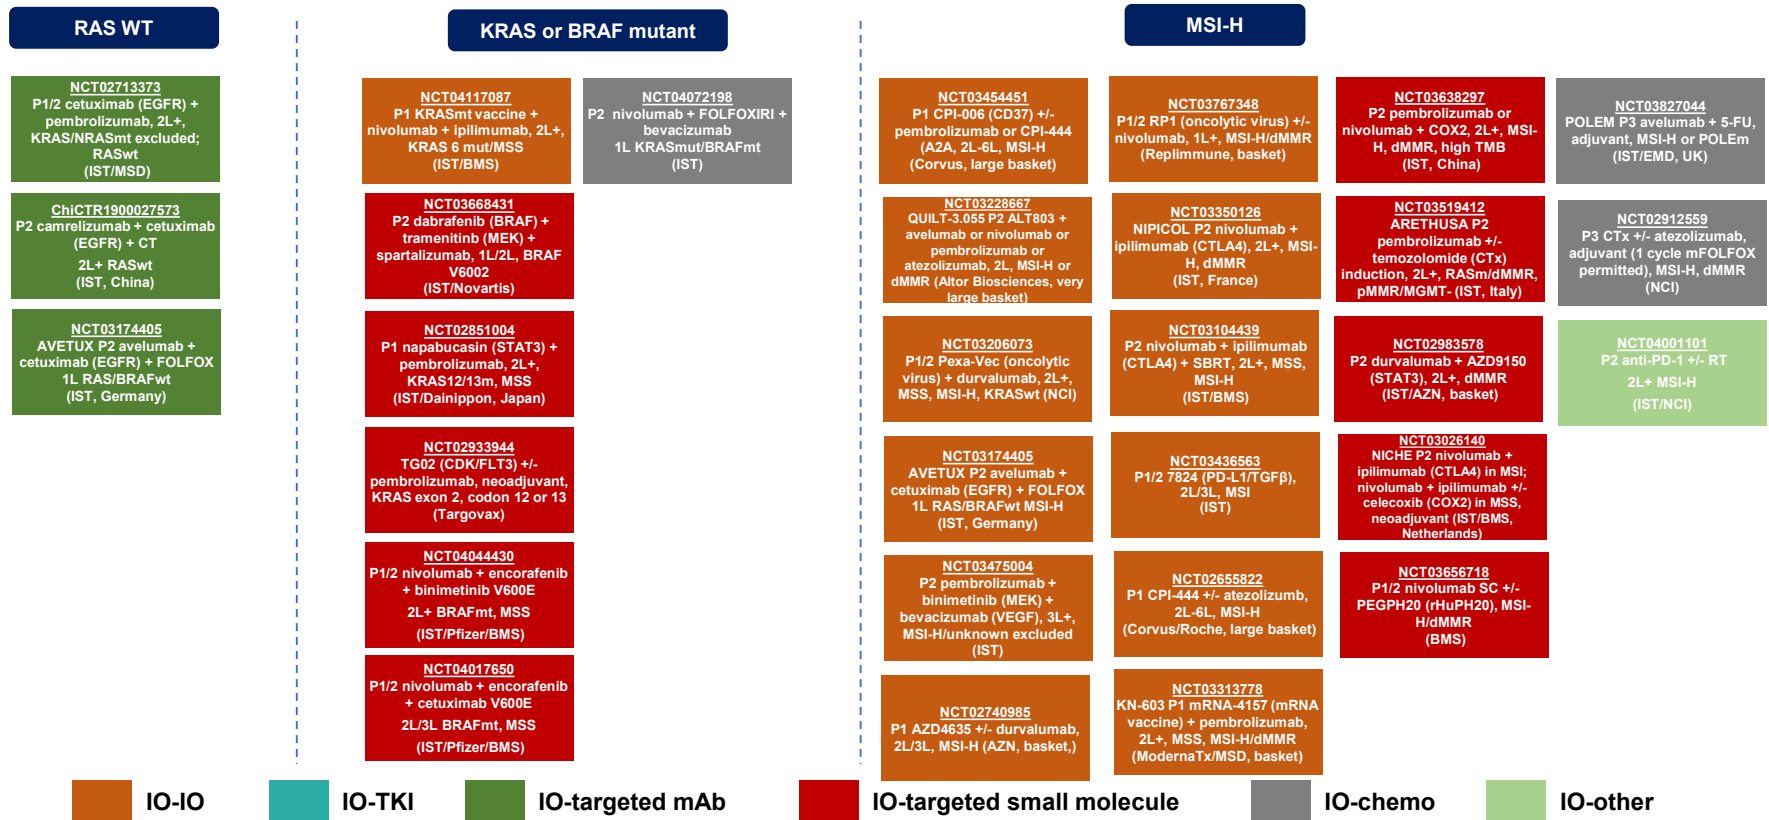 RAS WT
KRAS or BRAF mutant
MSI-H
NCT02713373
P1/2 cetuximab (EGFR) +
pembrolizumab, 2L+,
KRAS/NRASmt excluded;
RASwt
(IST/MSD)
ChiCTR1900027573
P2 camrelizumab + cetuximab
(EGFR) + CT
2L+ RASwt
(IST, China)
NCT03174405
AVETUX P2 avelumab +
cetuximab (EGFR) + FOLFOX
1L RAS/BRAFwt
(IST, Germany)
NCT04117087
P1 KRASmt vaccine +
nivolumab + ipilimumab, 2L+,
KRAS 6 mut/MSS
(IST/BMS)
NCT03668431
P2 dabrafenib (BRAF) +
tramenitinb (MEK) +
spartalizumab, 1L/2L, BRAF
V6002
(IST/Novartis)
NCT02851004
P1 napabucasin (STAT3) +
pembrolizumab, 2L+,
KRAS12/13m, MSS
(IST/Dainippon, Japan)
NCT02933944
TG02 (CDK/FLT3) +/-
pembrolizumab, neoadjuvant,
KRAS exon 2, codon 12 or 13
(Targovax)
NCT04044430
P1/2 nivolumab + encorafenib
+ binimetinib V600E
2L+ BRAFmt, MSS
(IST/Pfizer/BMS)
NCT04017650
P1/2 nivolumab + encorafenib
+ cetuximab V600E
2L/3L BRAFmt, MSS
(IST/Pfizer/BMS)
NCT04072198
P2 nivolumab + FOLFOXIRI +
bevacizumab
1L KRASmut/BRAFmt
(IST)
NCT03454451
P1 CPI-006 (CD37) +/-
pembrolizumab or CPI-444
(A2A, 2L-6L, MSI-H
(Corvus, large basket)
NCT03228667
QUILT-3.055 P2 ALT803 +
avelumab or nivolumab or
pembrolizumab or
atezolizumab, 2L, MSI-H or
dMMR (Altor Biosciences, very
large basket)
NCT03206073
P1/2 Pexa-Vec (oncolytic
virus) + durvalumab, 2L+,
MSS, MSI-H, KRASwt (NCI)
NCT03174405
AVETUX P2 avelumab +
cetuximab (EGFR) + FOLFOX
1L RAS/BRAFwt MSI-H
(IST, Germany)
NCT03475004
P2 pembrolizumab +
binimetinib (MEK) +
bevacizumab (VEGF), 3L+,
MSI-H/unknown excluded
(IST)
NCT02740985
P1 AZD4635 +/- durvalumab,
2L/3L, MSI-H (AZN, basket,)
NCT03767348
P1/2 RP1 (oncolytic virus) +/-
nivolumab, 1L+, MSI-H/dMMR
(Replimmune, basket)
NCT03350126
NIPICOL P2 nivolumab +
ipilimumab (CTLA4), 2L+, MSI-
H, dMMR
(IST, France)
NCT03104439
P2 nivolumab + ipilimumab
(CTLA4) + SBRT, 2L+, MSS,
MSI-H
(IST/BMS)
NCT03436563
P1/2 7824 (PD-L1/TGFβ),
2L/3L, MSI
(IST)
NCT02655822
P1 CPI-444 +/- atezolizumb,
2L-6L, MSI-H
(Corvus/Roche, large basket)
NCT03313778
KN-603 P1 mRNA-4157 (mRNA
vaccine) + pembrolizumab,
2L+, MSS, MSI-H/dMMR
(ModernaTx/MSD, basket)
NCT03638297
P2 pembrolizumab or
nivolumab + COX2, 2L+, MSI-
H, dMMR, high TMB
(IST, China)
NCT03519412
ARETHUSA P2
pembrolizumab +/-
temozolomide (CTx)
induction, 2L+, RASm/dMMR,
pMMR/MGMT- (IST, Italy)
NCT02983578
P2 durvalumab + AZD9150
(STAT3), 2L+, dMMR
(IST/AZN, basket)
NCT03026140
NICHE P2 nivolumab +
ipilimumab (CTLA4) in MSI;
nivolumab + ipilimumab +/-
celecoxib (COX2) in MSS,
neoadjuvant (IST/BMS,
Netherlands)
NCT03656718
P1/2 nivolumab SC +/-
PEGPH20 (rHuPH20), MSI-
H/dMMR
(BMS)
NCT03827044
POLEM P3 avelumab + 5-FU,
adjuvant, MSI-H or POLEm
(IST/EMD, UK)
NCT02912559
P3 CTx +/- atezolizumab,
adjuvant (1 cycle mFOLFOX
permitted), MSI-H, dMMR
(NCI)
NCT04001101
P2 anti-PD-1 +/- RT
2L+ MSI-H
(IST/NCI)
IO-IO
IO-TKI
IO-targeted mAb
IO-targeted small molecule
IO-chemo
IO-other